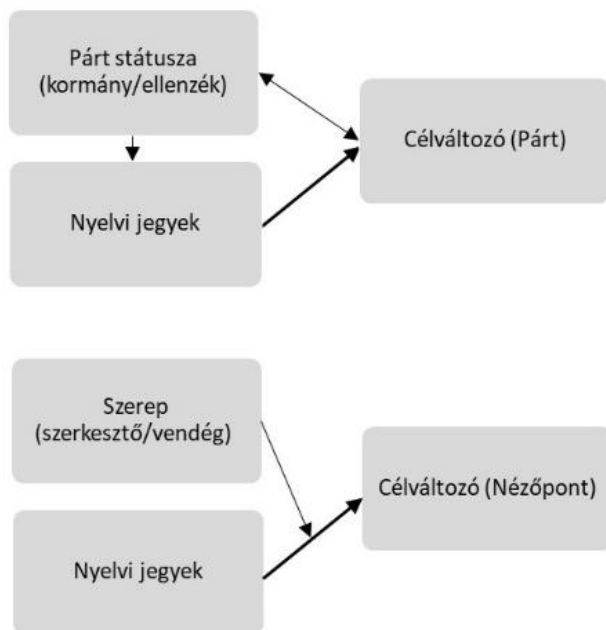 Párt státusza
(kormány/ellenzék)
Célváltozó (Párt)
Nyelvi jegyek
Szerep
(szerkesztő/vendég)
Célváltozó (Nézőpont)
Nyelvi jegyek